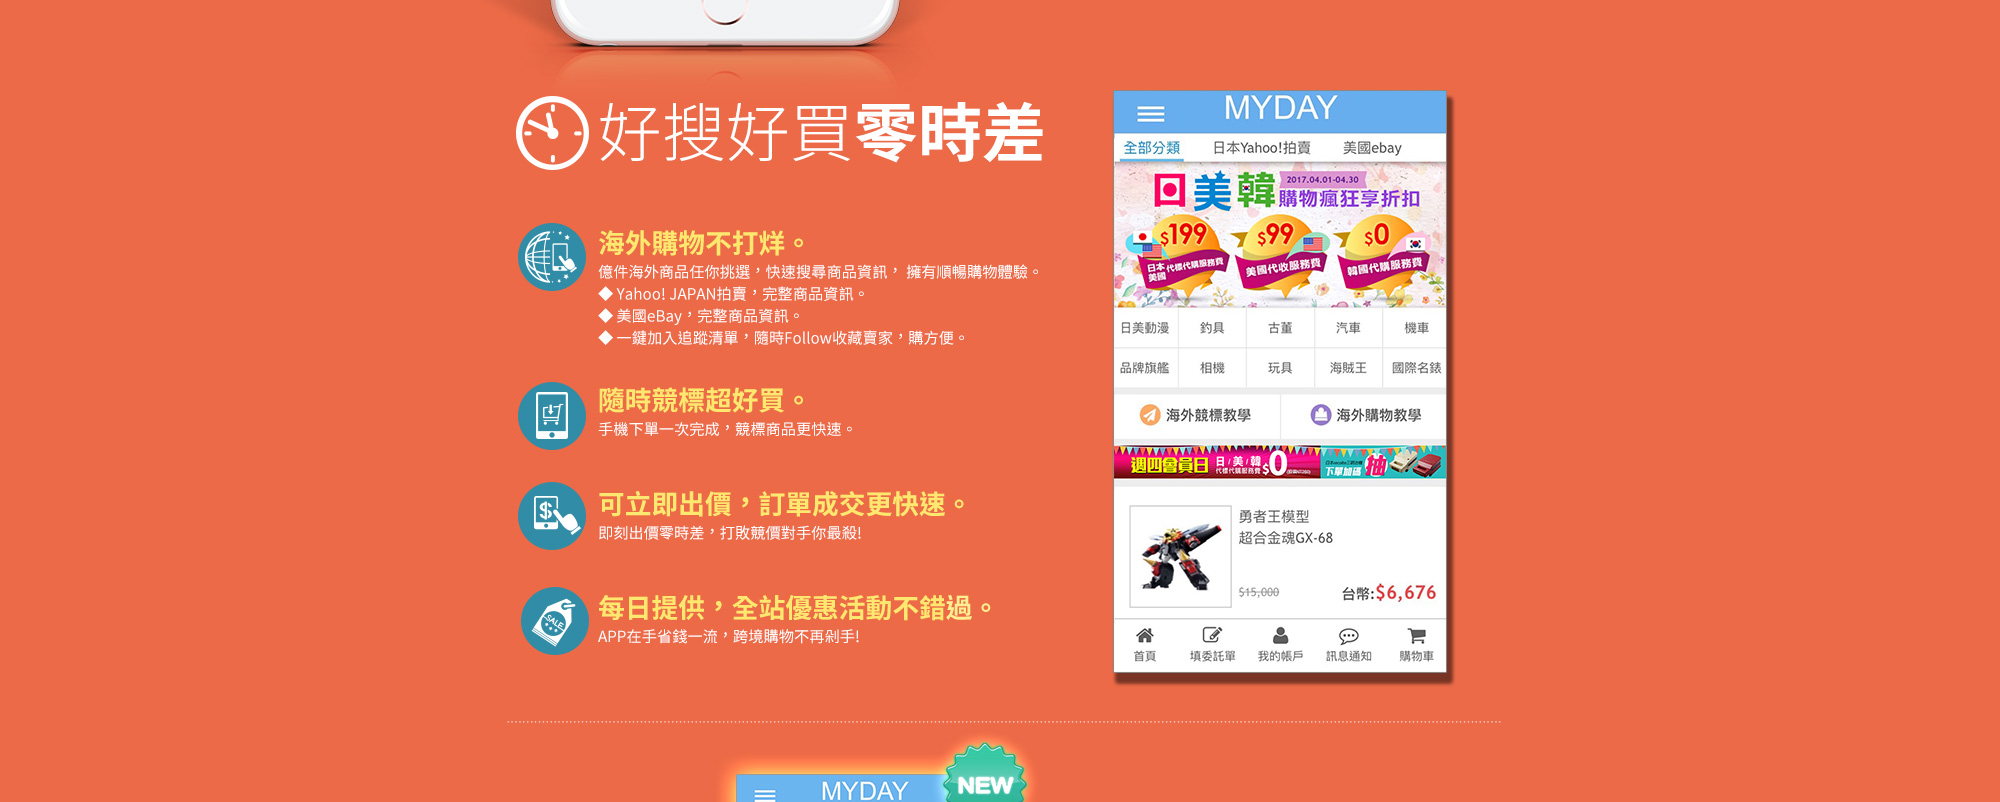 好搜好買零時差
海外購物不打烊。
億件海外商品任你挑選，快速搜尋商品資訊， 擁有順暢購物體驗。
◆ Yahoo! JAPAN拍賣，完整商品資訊。
◆ 美國eBay，完整商品資訊。
◆ 一鍵加入追蹤清單，隨時Follow收藏賣家，購方便。
隨時競標超好買。
手機下單一次完成，競標商品更快速。
可立即出價，訂單成交更快速。
即刻出價零時差，打敗競價對手你最殺!
每日提供，全站優惠活動不錯過。
APP在手省錢一流，跨境購物不再剁手!
MYDAY
全部分類 日本Yahoo!拍賣 美國ebay
2017.04.01-04.30
日美韓購物瘋狂享折扣
$199 $99 $0
日本 美國 代標代購服務費 美國代收服務費 韓國代購服務費
日美動漫 釣具 古董 汽車 機車
品牌旗艦 相機 玩具 海賊王 國際名錶
海外競標教學 海外購物教學
週四會員日 日/美/韓 代標代購服務費 $0 下單加碼 抽
勇者王模型
超合金魂GX-68
$15,000 台幣:$6,676
首頁 填委託單 我的帳戶 訊息通知 購物車
MYDAY
NEW
SALE